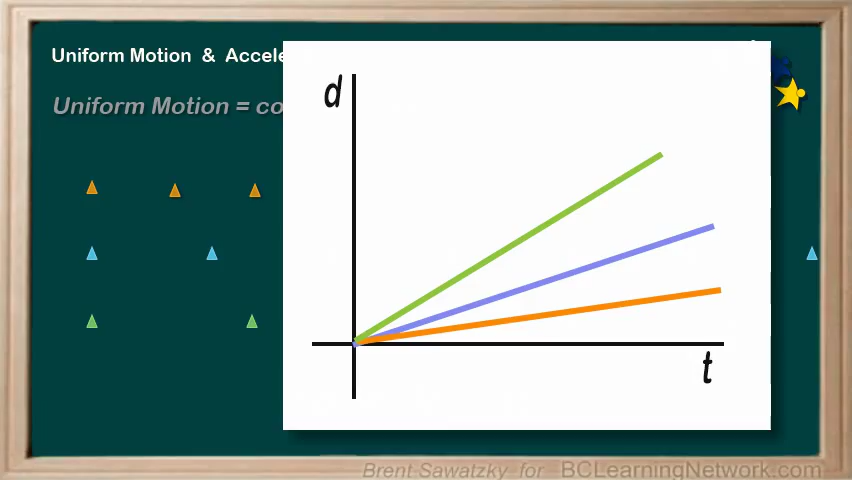 Uniform Motion & Accele
Uniform Motion = co
d
t
Brent Sawatzky for BCLearningNetwork.com